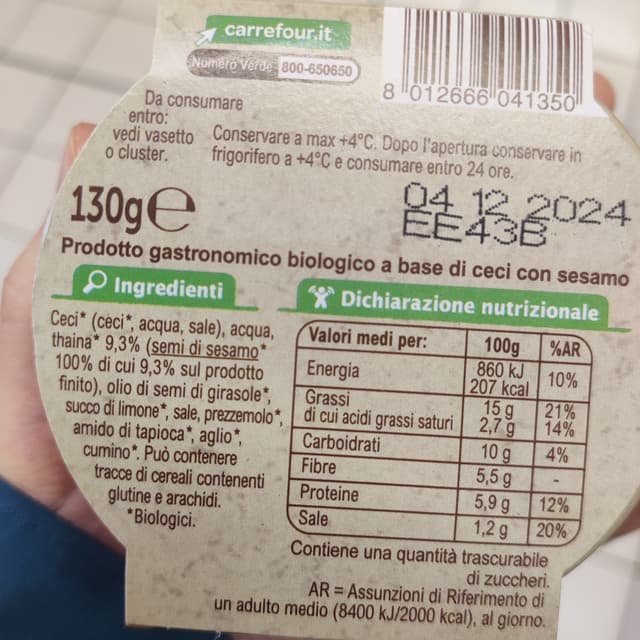 carrefour.it
Numero Verde 800-650650
8 012666 041350
Da consumare
entro:
vedi vasetto
o cluster.
Conservare a max +4°C. Dopo l'apertura conservare in
frigorifero a +4°C e consumare entro 24 ore.
130g e
04 12 2024
EE43B
Prodotto gastronomico biologico a base di ceci con sesamo
Ingredienti
Ceci* (ceci*, acqua, sale), acqua,
thaina* 9,3% (semi di sesamo*
100% di cui 9,3% sul prodotto
finito), olio di semi di girasole*,
succo di limone*, sale, prezzemolo*,
amido di tapioca*, aglio*,
cumino*. Può contenere
tracce di cereali contenenti
glutine e arachidi.
*Biologici.
Dichiarazione nutrizionale
Valori medi per: 100g %AR
Energia 860 kJ
207 kcal 10%
Grassi 15 g 21%
di cui acidi grassi saturi 2,7 g 14%
Carboidrati 10 g 4%
Fibre 5,5 g -
Proteine 5,9 g 12%
Sale 1,2 g 20%
Contiene una quantità trascurabile
di zuccheri.
AR = Assunzioni di Riferimento di
un adulto medio (8400 kJ/2000 kcal), al giorno.